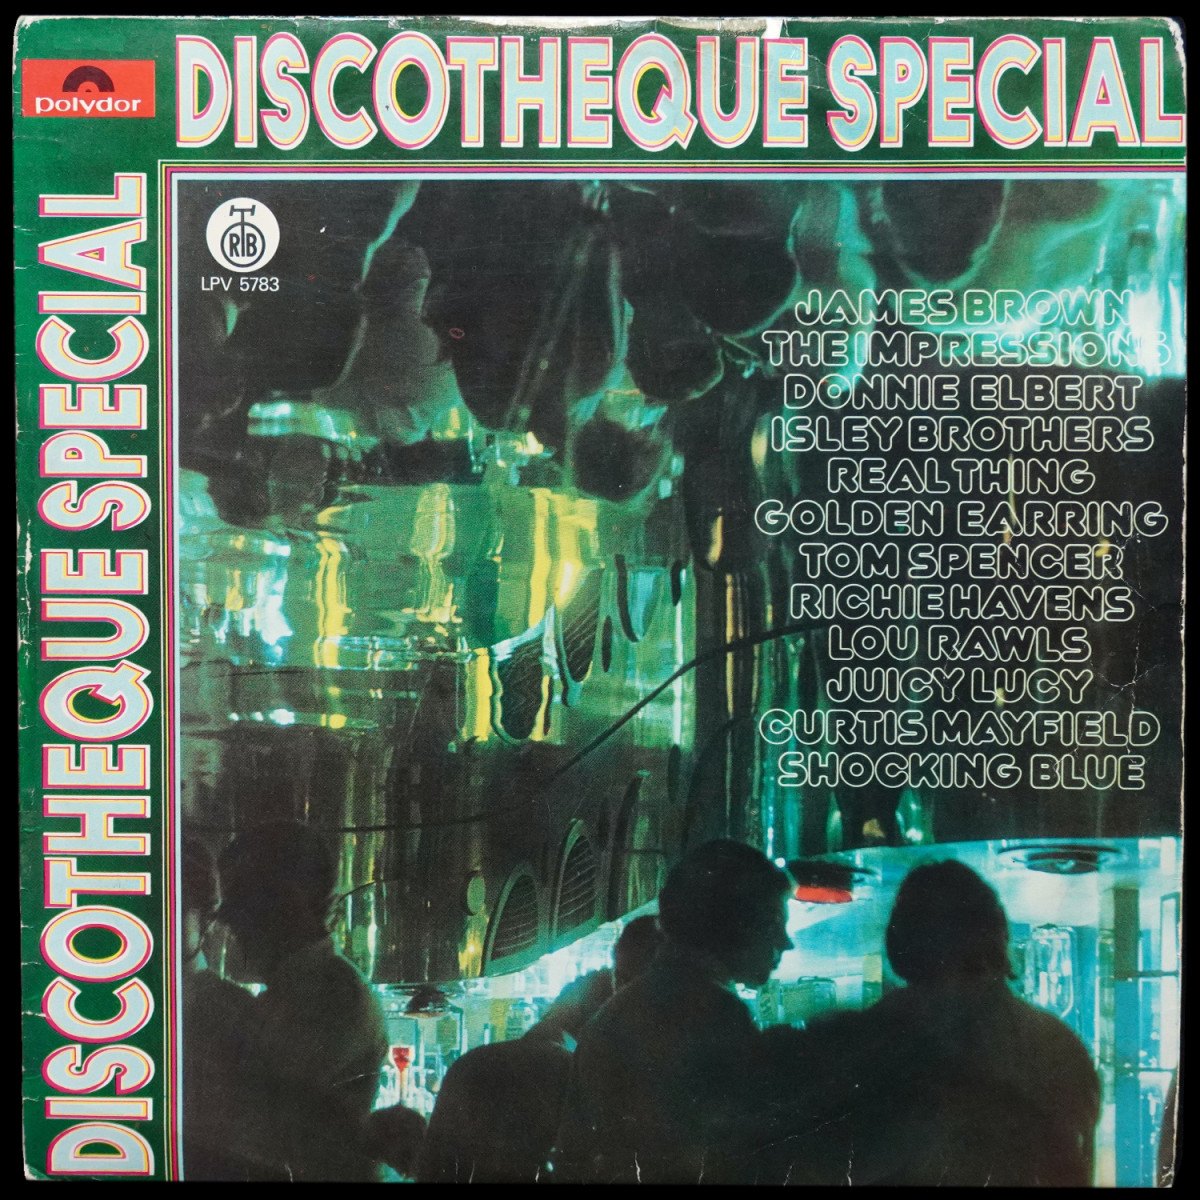 polydor
DISCOTHEQUE SPECIAL
DISCOTHEQUE SPECIAL
RTB
LPV 5783
JAMES BROWN
THE IMPRESSIONS
DONNIE ELBERT
ISLEY BROTHERS
REAL THING
GOLDEN EARRING
TOM SPENCER
RICHIE HAVENS
LOU RAWLS
JUICY LUCY
CURTIS MAYFIELD
SHOCKING BLUE